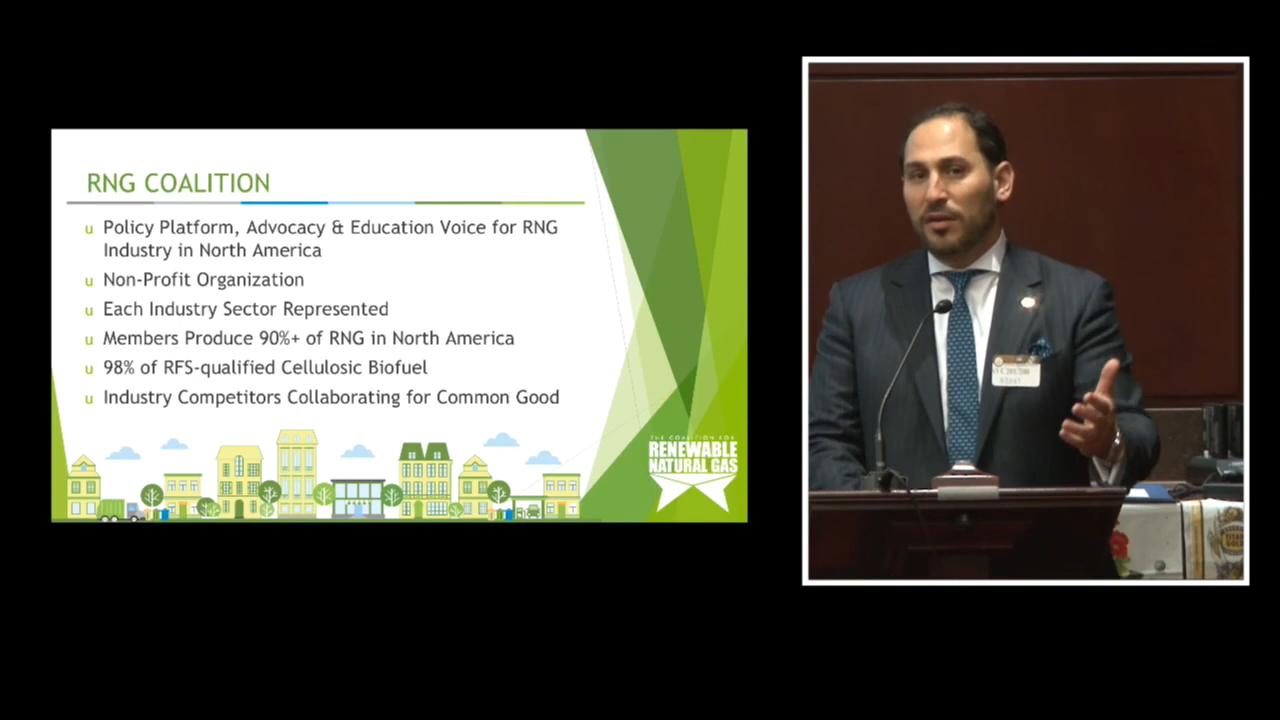 RNG COALITION
u Policy Platform, Advocacy & Education Voice for RNG
Industry in North America
u Non-Profit Organization
u Each Industry Sector Represented
u Members Produce 90%+ of RNG in North America
u 98% of RFS-qualified Cellulosic Biofuel
u Industry Competitors Collaborating for Common Good
THE COALITION FOR
RENEWABLE
NATURAL GAS